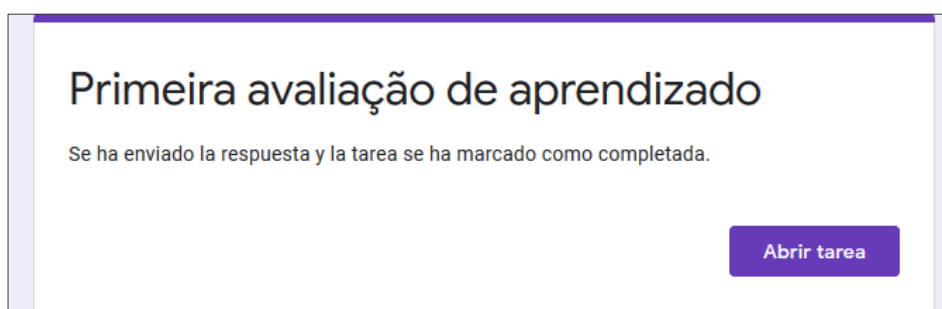 Primeira avaliação de aprendizado
Se ha enviado la respuesta y la tarea se ha marcado como completada.
Abrir tarea